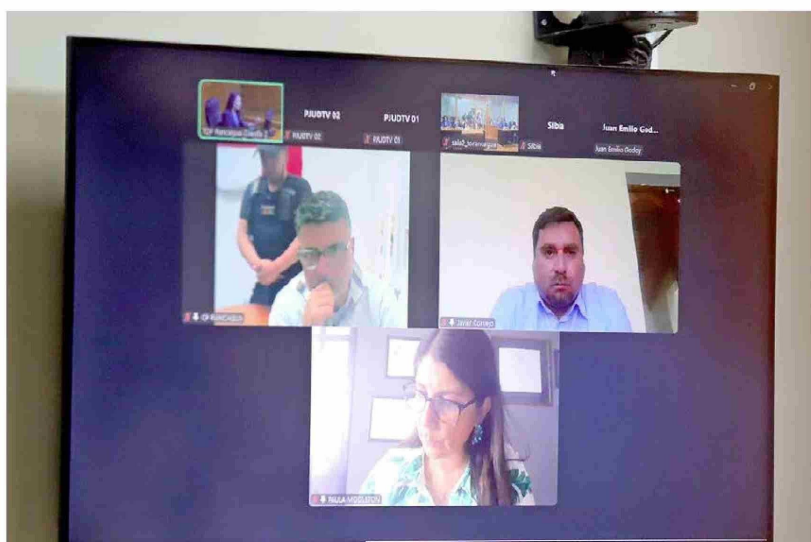 PJUDTV 02
PJUDTV 01
Sibia
Juan Emilio God...
PJUDTV 02
PJUDTV 01
Sibia
Juan Emilio Godoy
Javier Cornejo
PAULA MIDDLETON